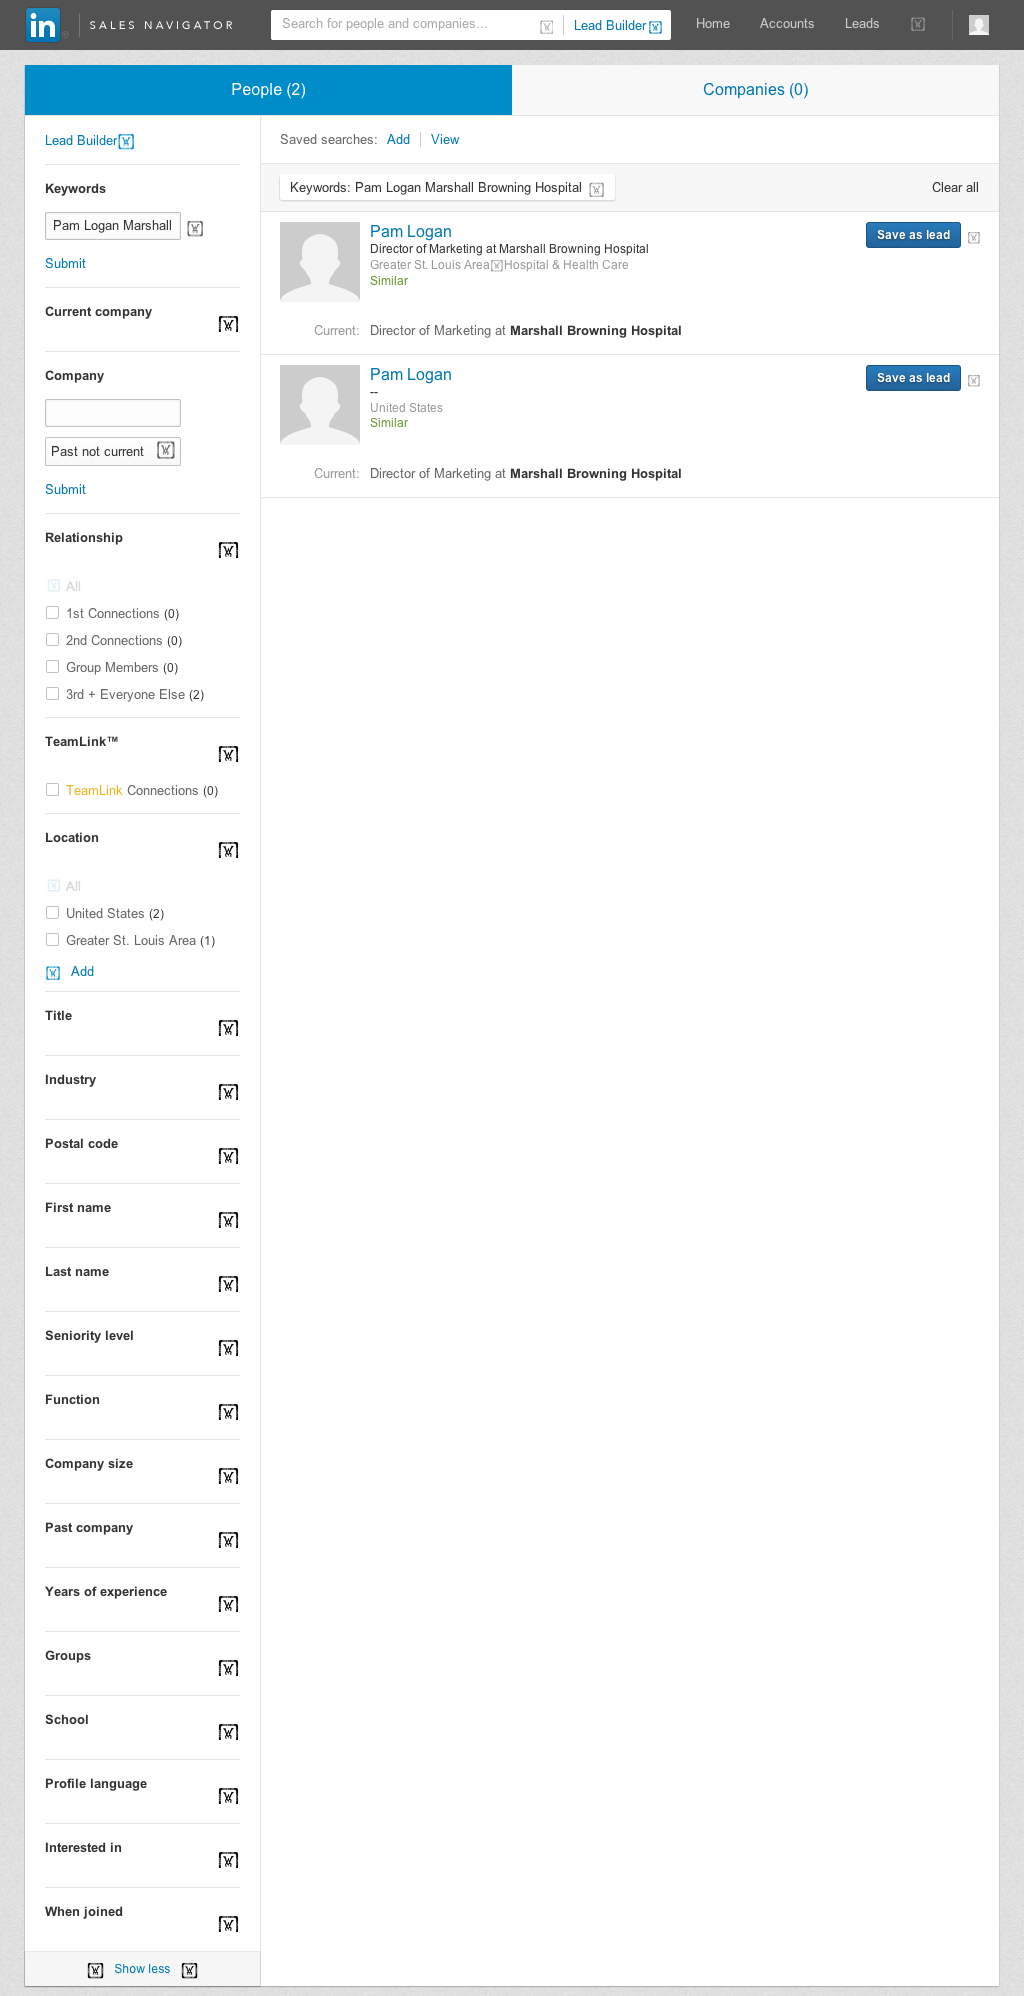 in SALES NAVIGATOR Search for people and companies... Lead Builder Home Accounts Leads
People (2) Companies (0)
Lead Builder
Keywords
Pam Logan Marshall
Submit
Current company
Company
Past not current
Submit
Relationship
All
1st Connections (0)
2nd Connections (0)
Group Members (0)
3rd + Everyone Else (2)
TeamLink™
TeamLink Connections (0)
Location
All
United States (2)
Greater St. Louis Area (1)
Add
Title
Industry
Postal code
First name
Last name
Seniority level
Function
Company size
Past company
Years of experience
Groups
School
Profile language
Interested in
When joined
Show less
Saved searches: Add View
Keywords: Pam Logan Marshall Browning Hospital Clear all
Pam Logan Save as lead
Director of Marketing at Marshall Browning Hospital
Greater St. Louis Area Hospital & Health Care
Similar
Current: Director of Marketing at Marshall Browning Hospital
Pam Logan Save as lead
--
United States
Similar
Current: Director of Marketing at Marshall Browning Hospital